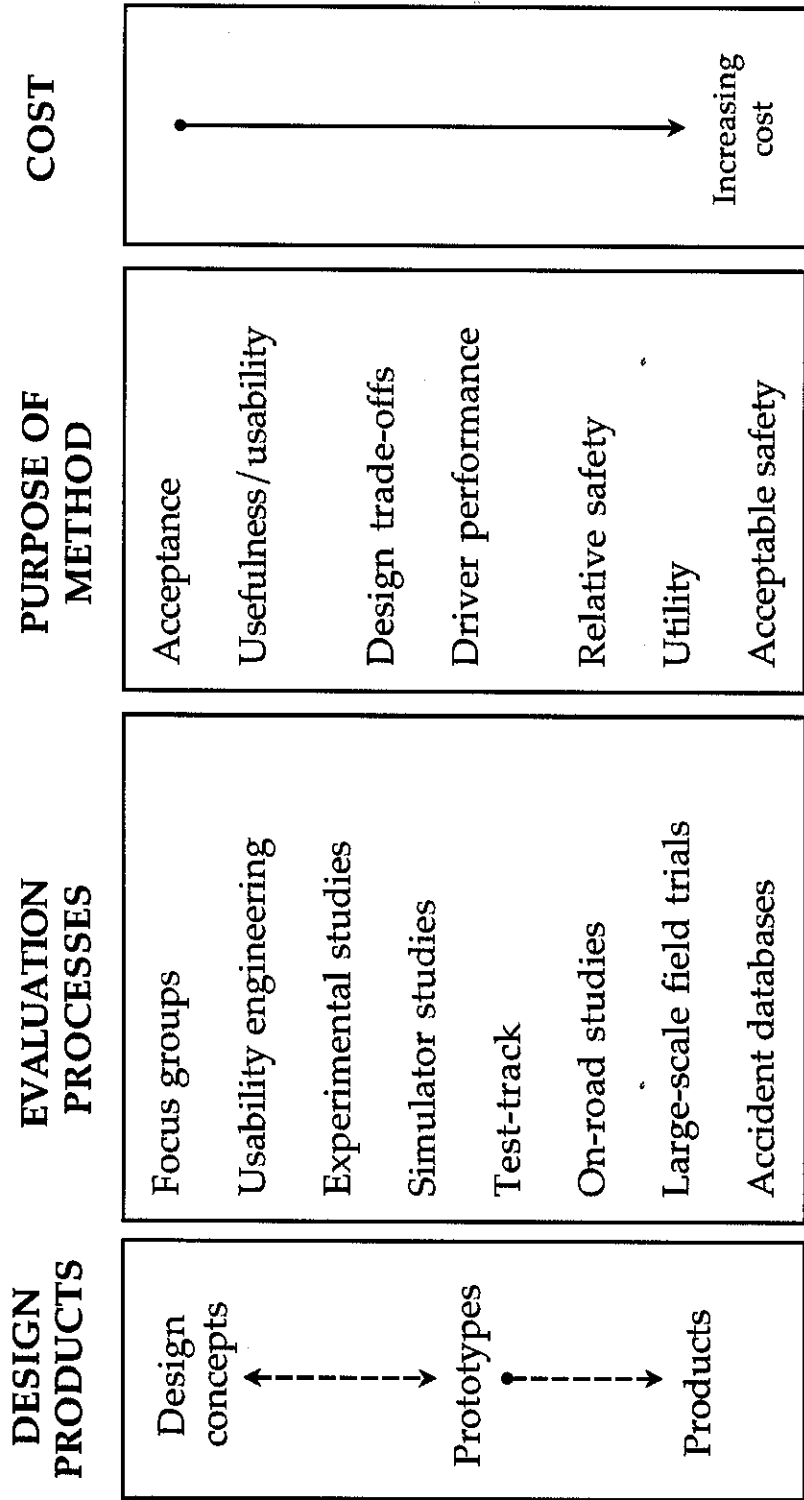 DESIGN
PRODUCTS
Design
concepts
Prototypes
Products
EVALUATION
PROCESSES
Focus groups
Usability engineering
Experimental studies
Simulator studies
Test-track
On-road studies
Large-scale field trials
Accident databases
PURPOSE OF
METHOD
Acceptance
Usefulness/usability
Design trade-offs
Driver performance
Relative safety
Utility
Acceptable safety
COST
Increasing
cost